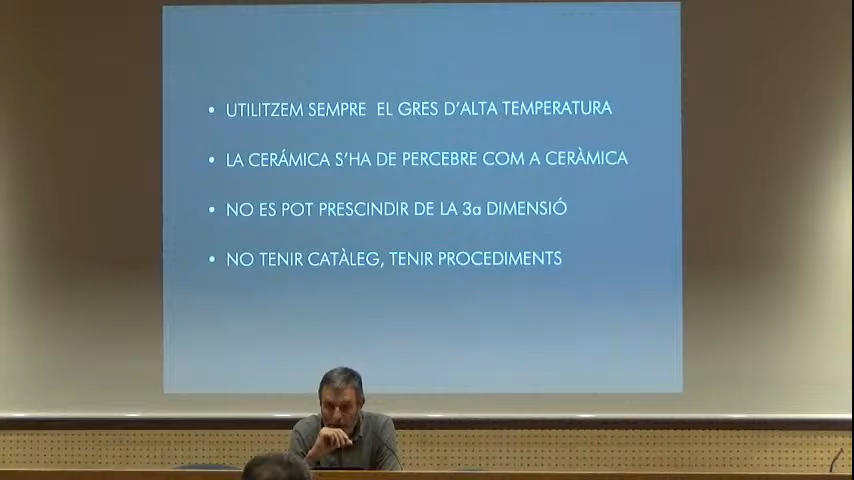 • UTILITZEM SEMPRE EL GRES D'ALTA TEMPERATURA
• LA CERÁMICA S'HA DE PERCEBRE COM A CERÀMICA
• NO ES POT PRESCINDIR DE LA 3a DIMENSIÓ
• NO TENIR CATÀLEG, TENIR PROCEDIMENTS